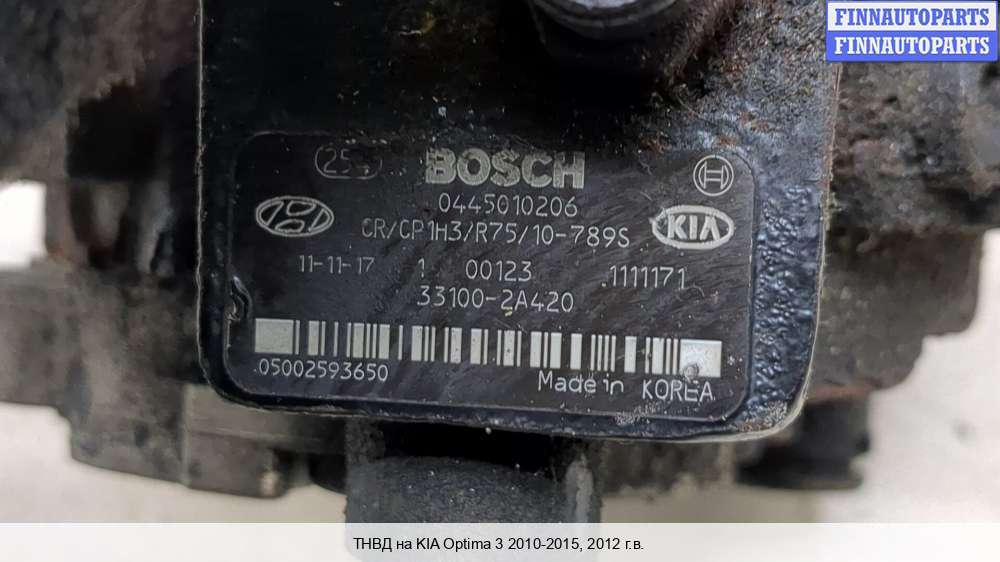 FINNAUTOPARTS
FINNAUTOPARTS
BOSCH
0445010206
CR/CP1H3/R75/10-789S
KIA
11-11-17 1 00123 .1111171
33100-2A420
.05002593650
Made in KOREA
ТНВД на KIA Optima 3 2010-2015, 2012 г.в.